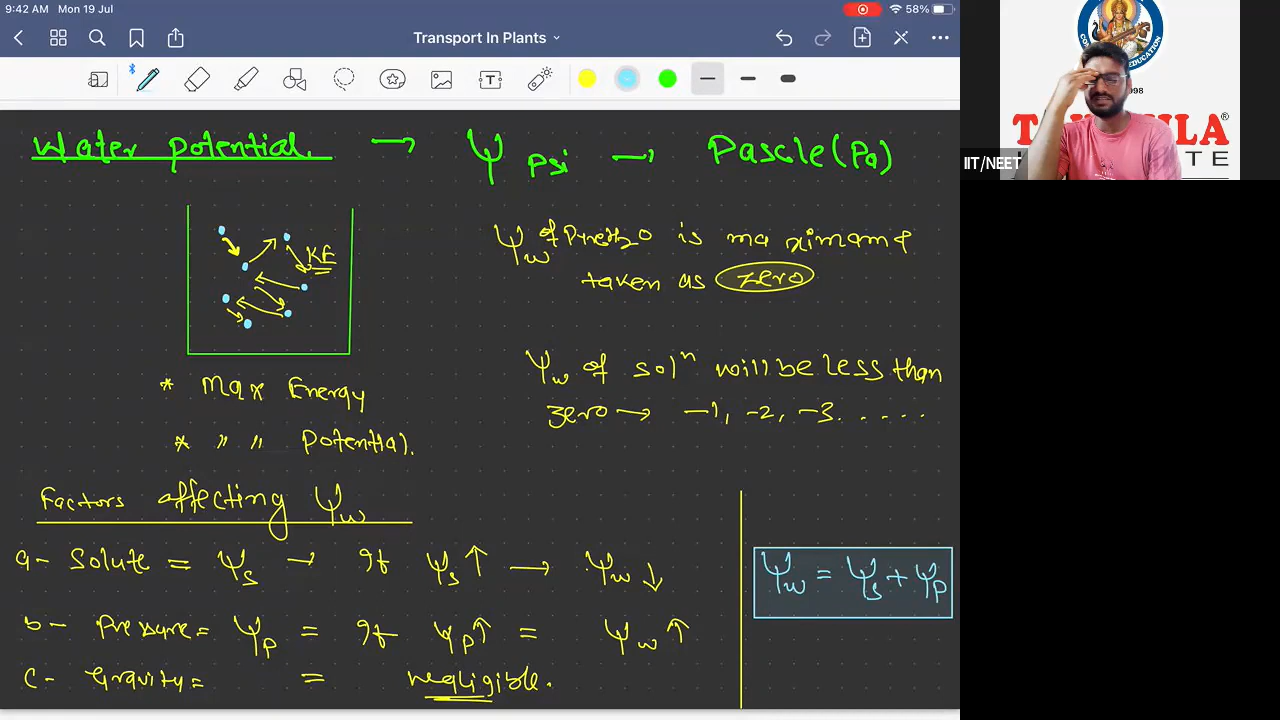 9:42 AM Mon 19 Jul
58%
Transport In Plants
Water potential → Ψ Psi → Pascle (Pa)
Ψw of Pure H2O is maximum &
taken as zero
KE
Ψw of solⁿ will be less than
zero → -1, -2, -3.....
* Max Energy
* " " potential.
Factors affecting Ψw
a- Solute = Ψs → If Ψs ↑ → Ψw ↓
b- Pressure = Ψp = If Ψp ↑ = Ψw ↑
c- Gravity = = negligible.
Ψw = Ψs + Ψp
EDUCATION
1998
IIT/NEET